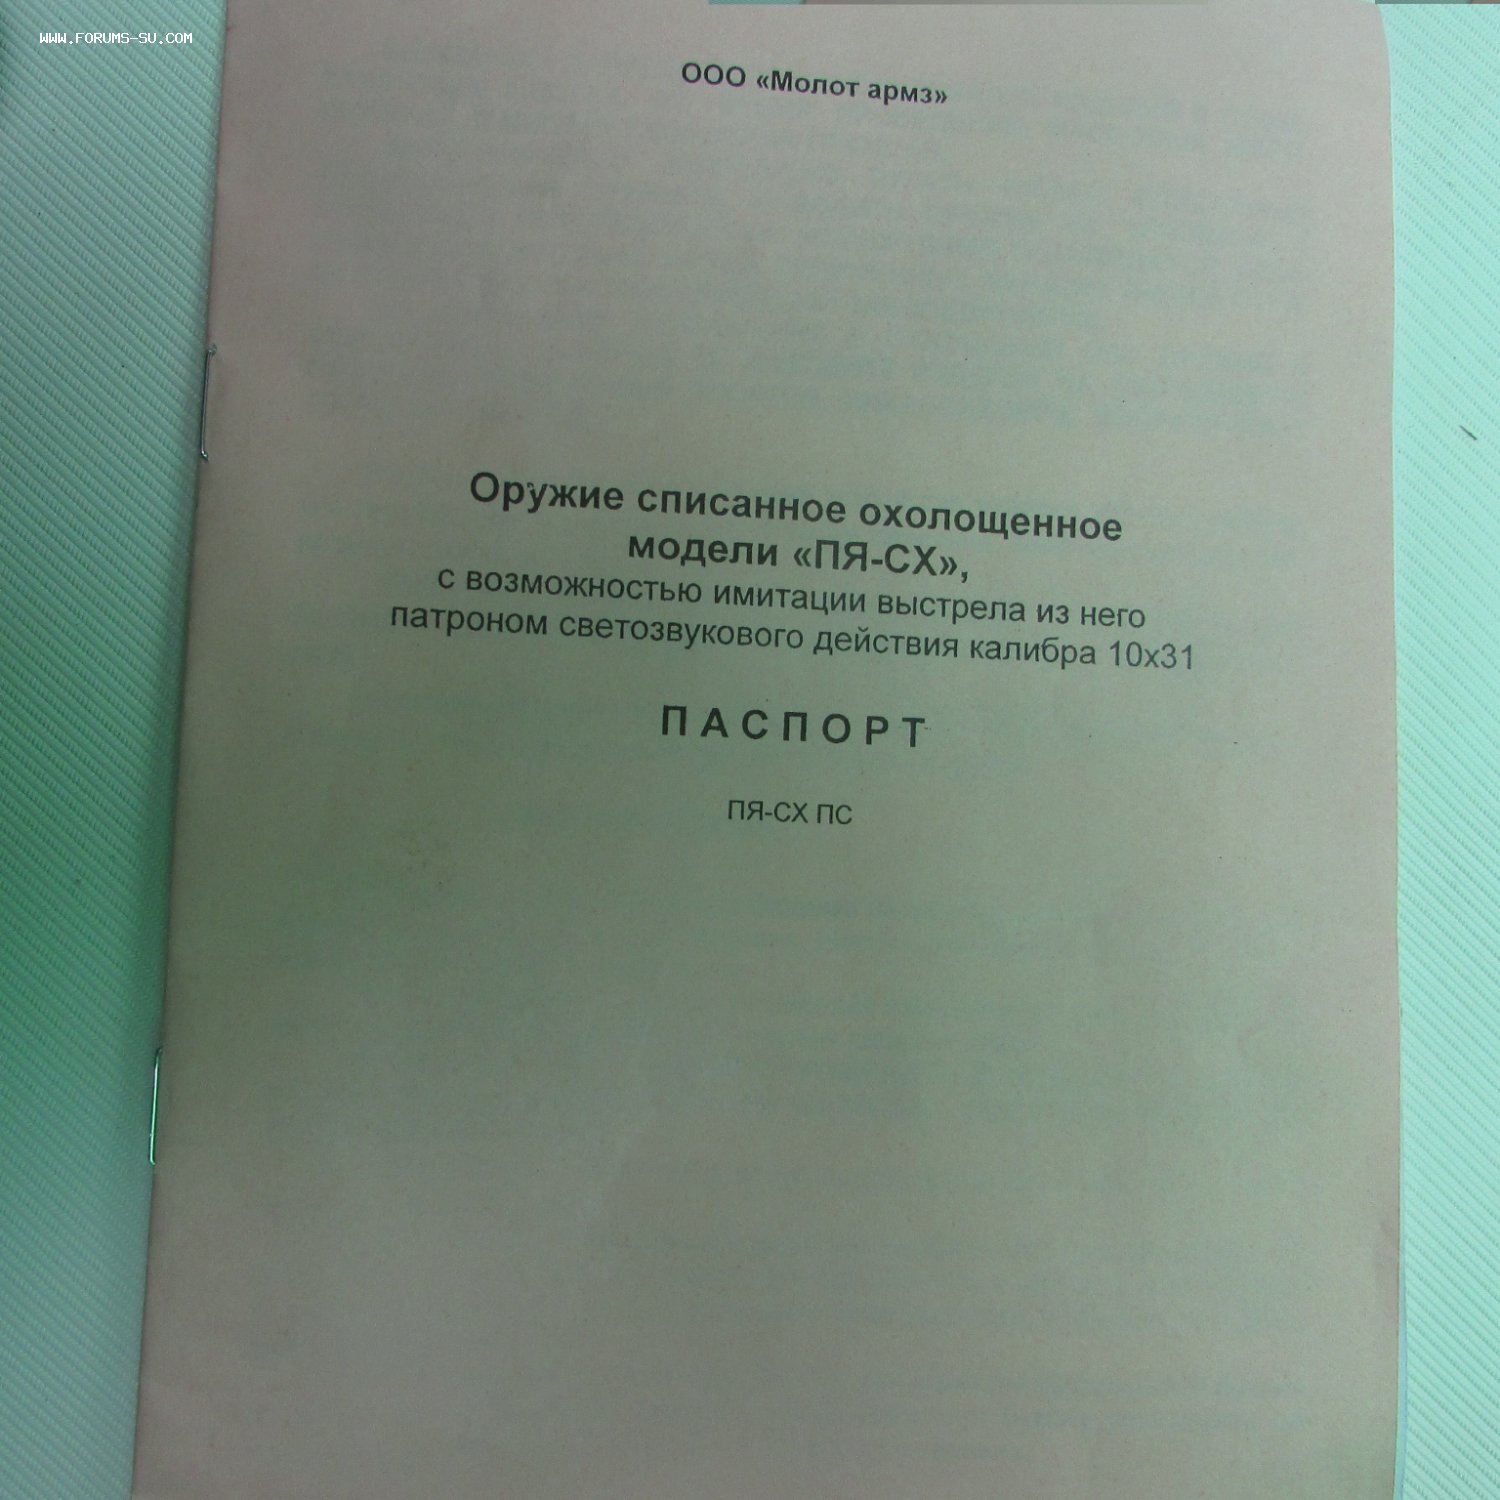 WWW.FORUMS-SU.COM
ООО «Молот армз»
Оружие списанное охолощенное
модели «ПЯ-СХ»,
с возможностью имитации выстрела из него
патроном светозвукового действия калибра 10х31
ПАСПОРТ
ПЯ-СХ ПС